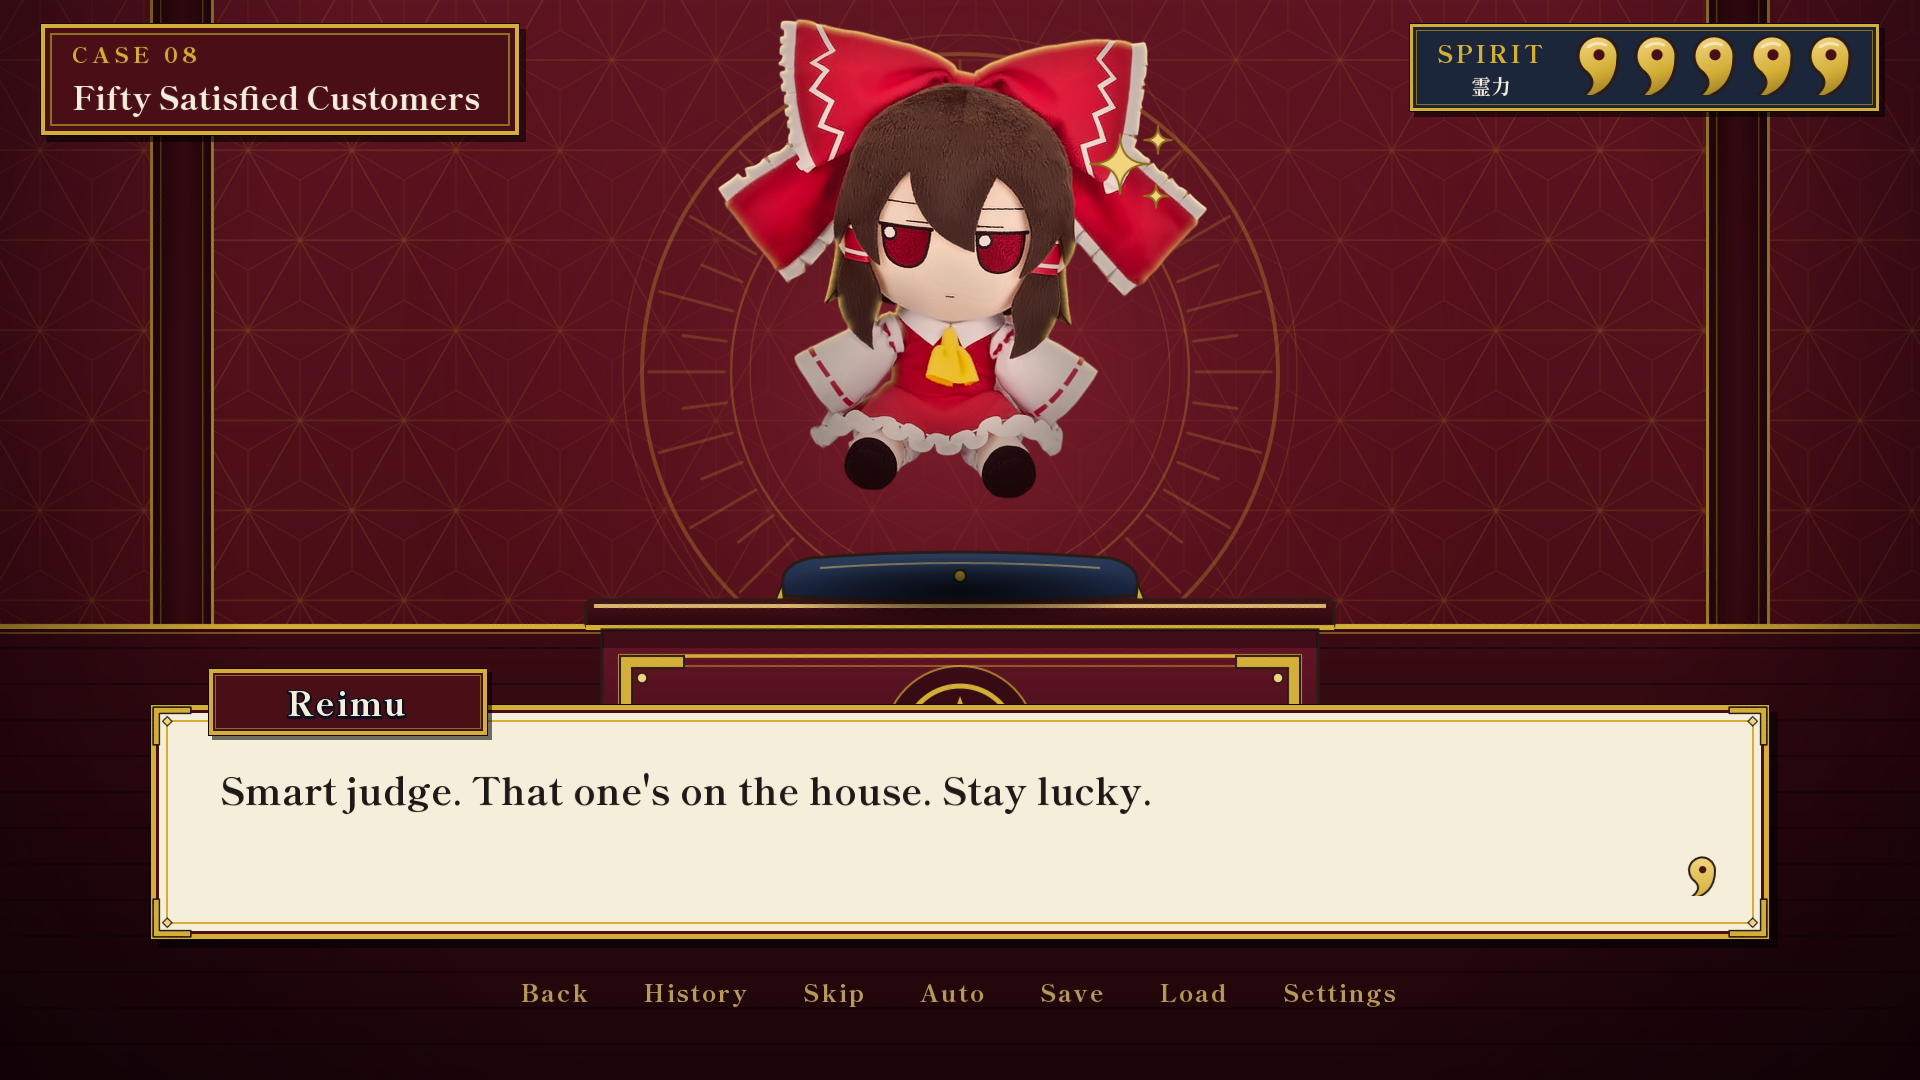 CASE 08
Fifty Satisfied Customers
SPIRIT
霊力
Reimu
Smart judge. That one's on the house. Stay lucky.
Back History Skip Auto Save Load Settings